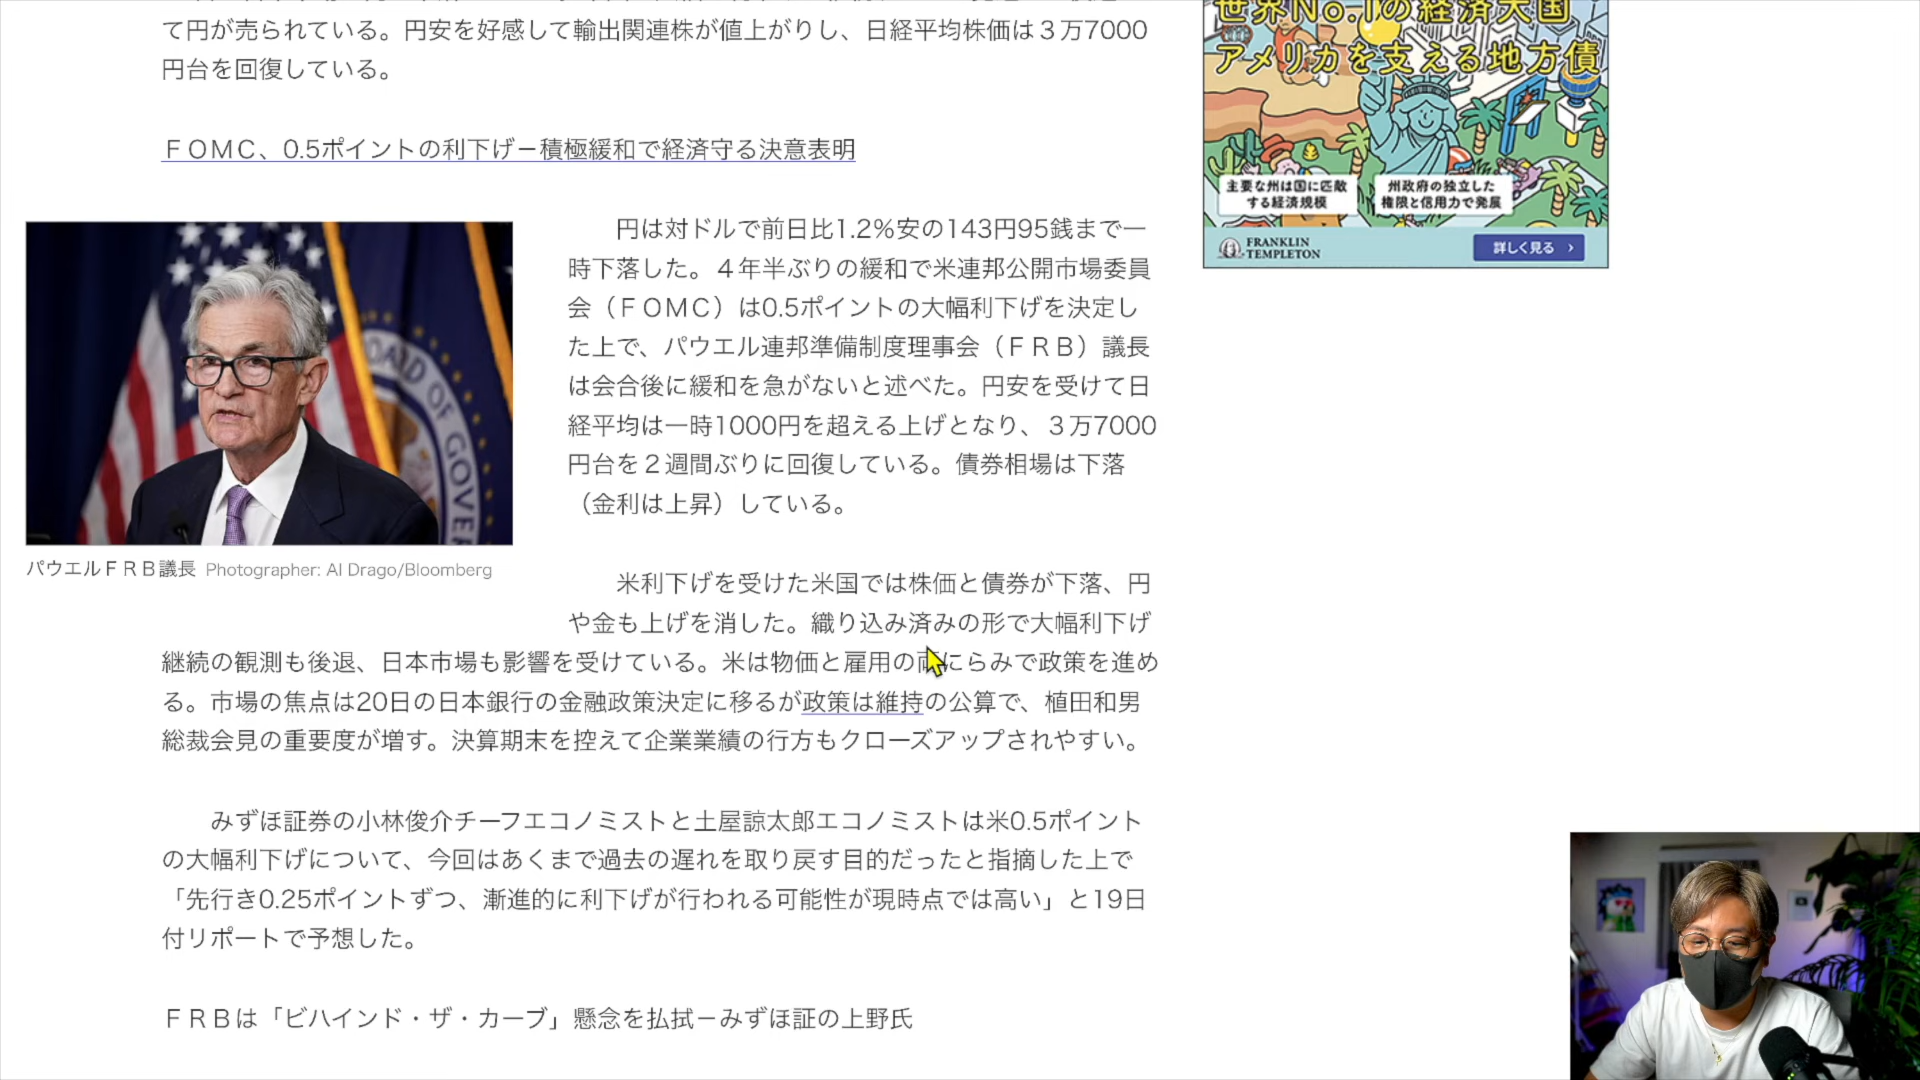 て円が売られている。円安を好感して輸出関連株が値上がりし、日経平均株価は３万7000
円台を回復している。
ＦＯＭＣ、0.5ポイントの利下げ－積極緩和で経済守る決意表明
円は対ドルで前日比1.2％安の143円95銭まで一
時下落した。４年半ぶりの緩和で米連邦公開市場委員
会（ＦＯＭＣ）は0.5ポイントの大幅利下げを決定し
た上で、パウエル連邦準備制度理事会（ＦＲＢ）議長
は会合後に緩和を急がないと述べた。円安を受けて日
経平均は一時1000円を超える上げとなり、３万7000
円台を２週間ぶりに回復している。債券相場は下落
（金利は上昇）している。
パウエルＦＲＢ議長 Photographer: Al Drago/Bloomberg
米利下げを受けた米国では株価と債券が下落、円
や金も上げを消した。織り込み済みの形で大幅利下げ
継続の観測も後退、日本市場も影響を受けている。米は物価と雇用の両にらみで政策を進め
る。市場の焦点は20日の日本銀行の金融政策決定に移るが政策は維持の公算で、植田和男
総裁会見の重要度が増す。決算期末を控えて企業業績の行方もクローズアップされやすい。
みずほ証券の小林俊介チーフエコノミストと土屋諒太郎エコノミストは米0.5ポイント
の大幅利下げについて、今回はあくまで過去の遅れを取り戻す目的だったと指摘した上で
「先行き0.25ポイントずつ、漸進的に利下げが行われる可能性が現時点では高い」と19日
付リポートで予想した。
ＦＲＢは「ビハインド・ザ・カーブ」懸念を払拭－みずほ証の上野氏
世界No.1の経済大国
アメリカを支える地方債
主要な州は国に匹敵
する経済規模
州政府の独立した
権限と信用力で発展
FRANKLIN
TEMPLETON
詳しく見る
OARD OF GOVE